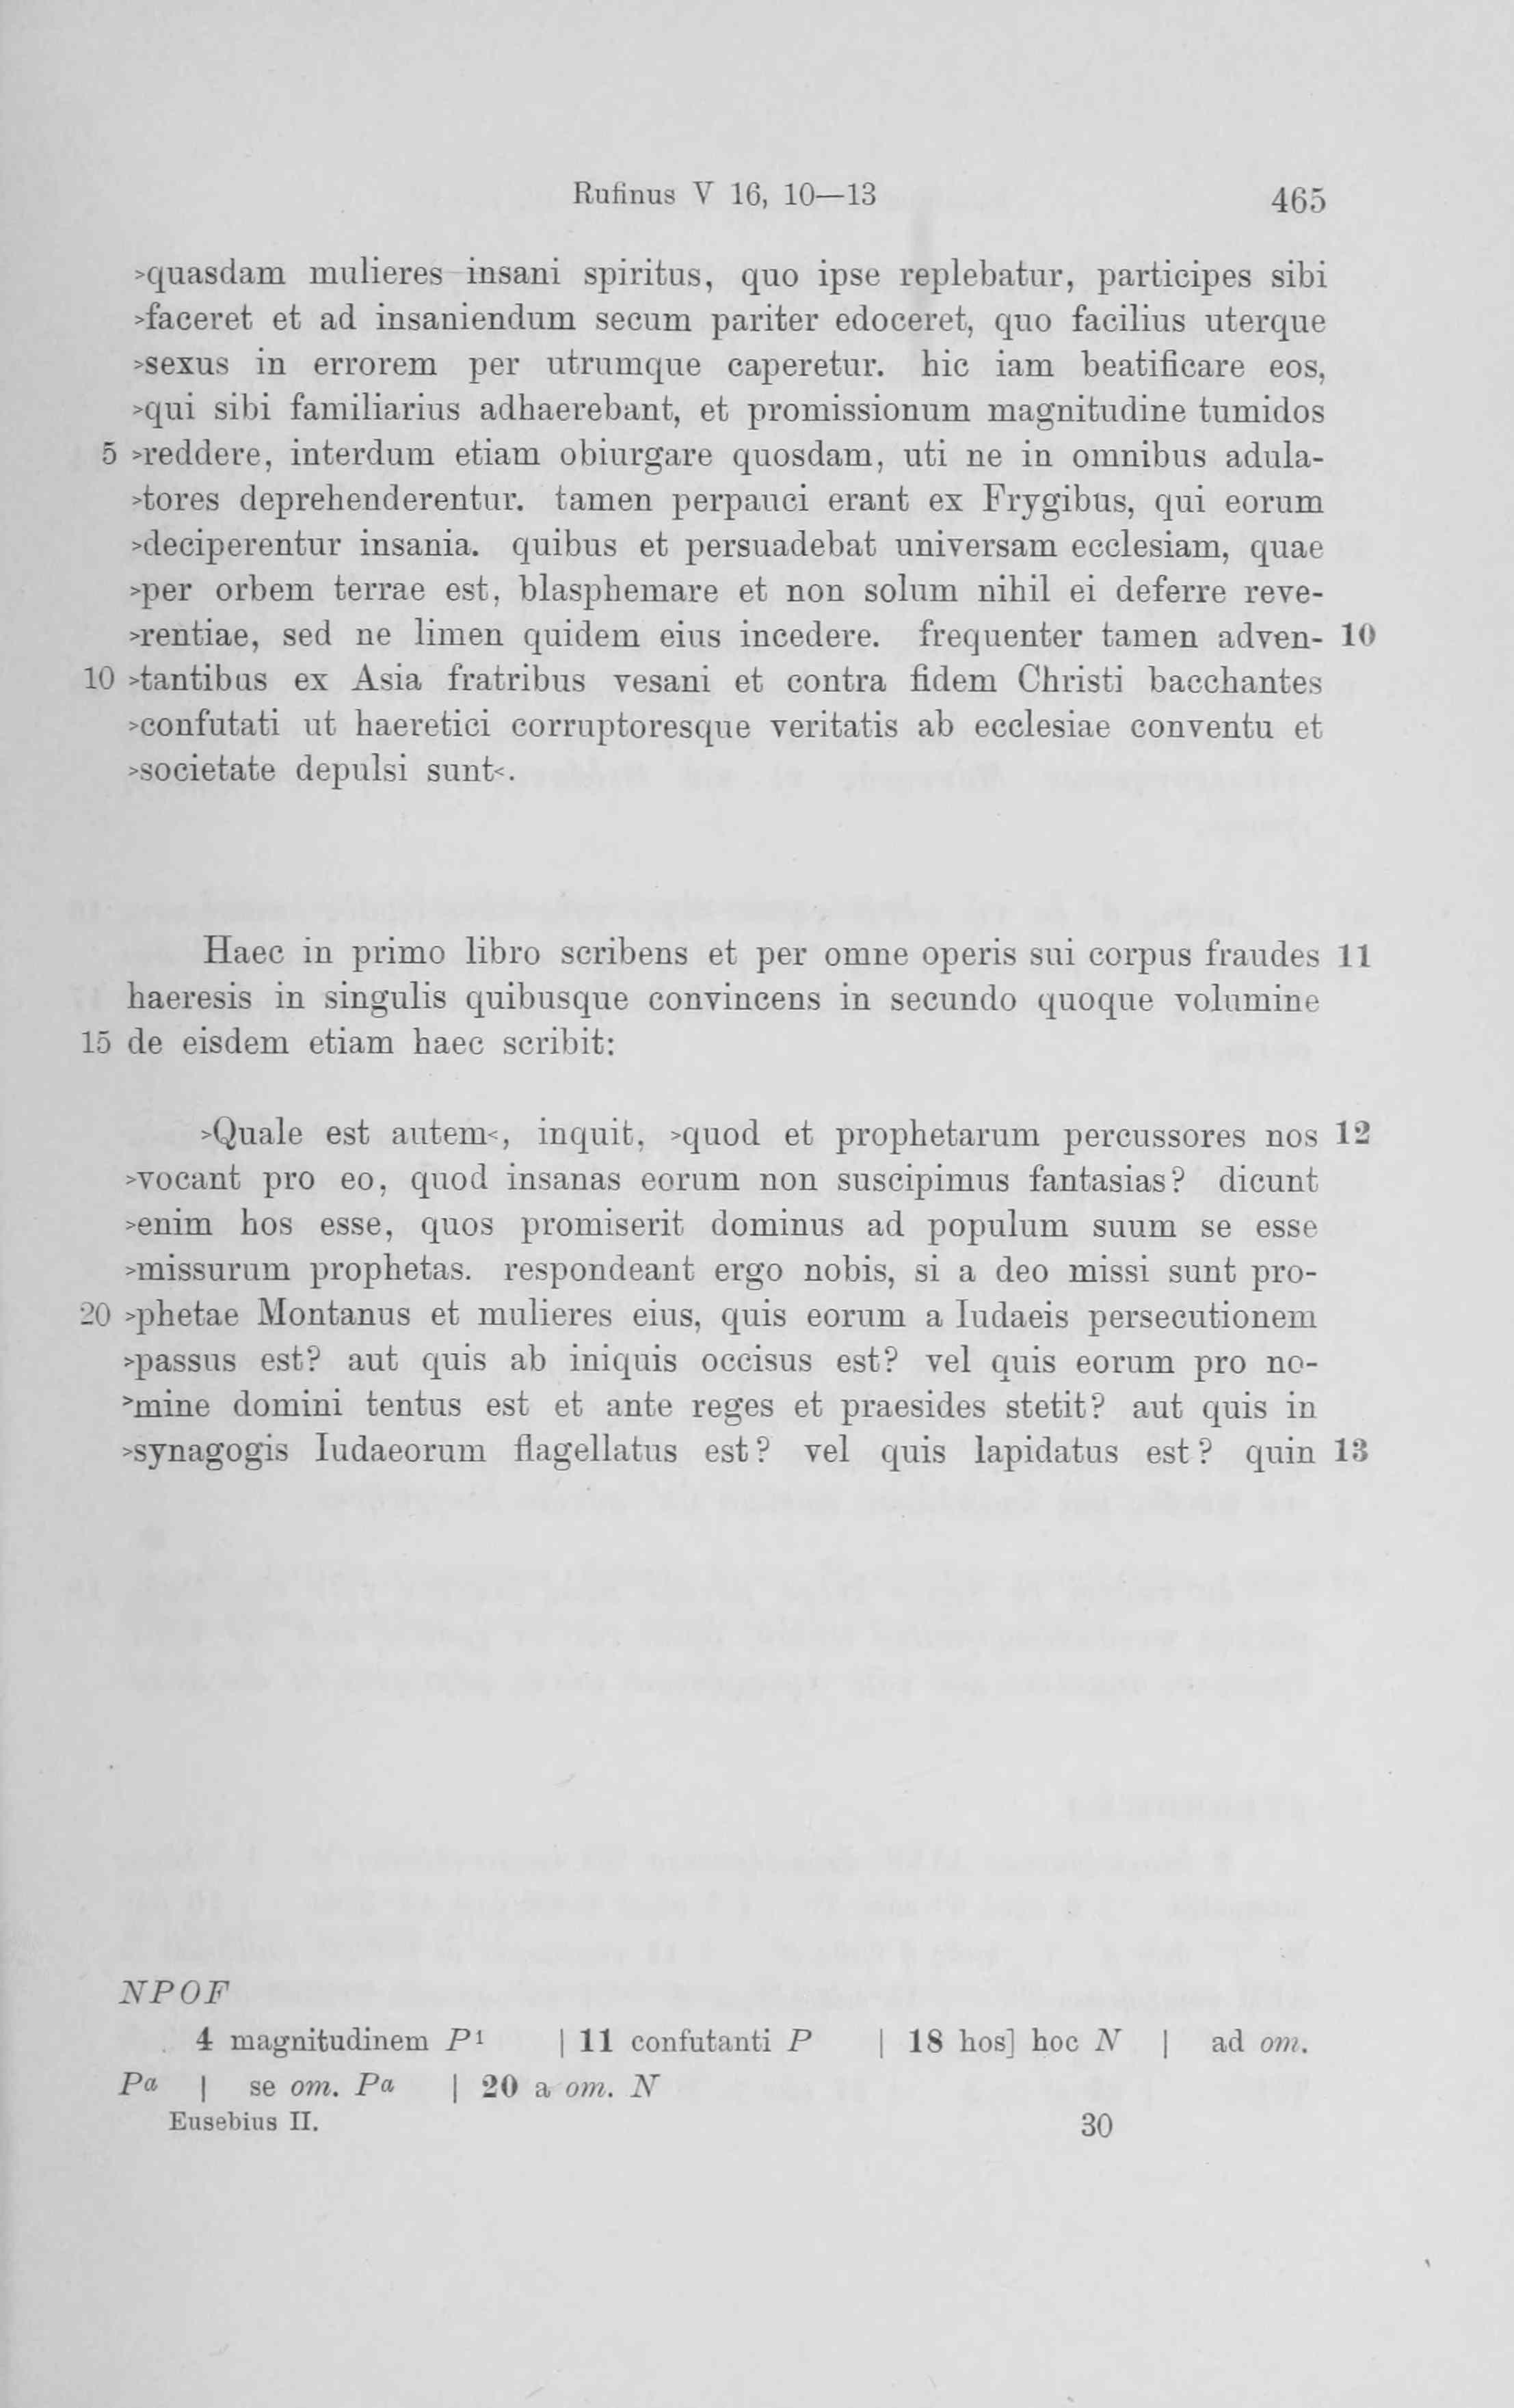 Rufinus V 16, 10—13 465
>quasdam mulieres insani spiritus, quo ipse replebatur, participes sibi
>faceret et ad insaniendum secum pariter edoceret, quo facilius uterque
>sexus in errorem per utrumque caperetur. hic iam beatificare eos,
>qui sibi familiarius adhaerebant, et promissionum magnitudine tumidos
5 >reddere, interdum etiam obiurgare quosdam, uti ne in omnibus adula-
>tores deprehenderentur. tamen perpauci erant ex Frygibus, qui eorum
>deciperentur insania. quibus et persuadebat universam ecclesiam, quae
>per orbem terrae est, blasphemare et non solum nihil ei deferre reve-
>rentiae, sed ne limen quidem eius incedere. frequenter tamen adven- 10
10 >tantibus ex Asia fratribus vesani et contra fidem Christi bacchantes
>confutati ut haeretici corruptoresque veritatis ab ecclesiae conventu et
>societate depulsi sunt<.
Haec in primo libro scribens et per omne operis sui corpus fraudes 11
haeresis in singulis quibusque convincens in secundo quoque volumine
15 de eisdem etiam haec scribit:
>Quale est autem<, inquit, >quod et prophetarum percussores nos 12
>vocant pro eo, quod insanas eorum non suscipimus fantasias? dicunt
>enim hos esse, quos promiserit dominus ad populum suum se esse
>missurum prophetas. respondeant ergo nobis, si a deo missi sunt pro-
20 >phetae Montanus et mulieres eius, quis eorum a Iudaeis persecutionem
>passus est? aut quis ab iniquis occisus est? vel quis eorum pro no-
>mine domini tentus est et ante reges et praesides stetit? aut quis in
>synagogis Iudaeorum flagellatus est? vel quis lapidatus est? quin 13
NPOF
4 magnitudinem P¹ | 11 confutanti P | 18 hos] hoc N | ad om.
Pa | se om. Pa | 20 a om. N
Eusebius II. 30